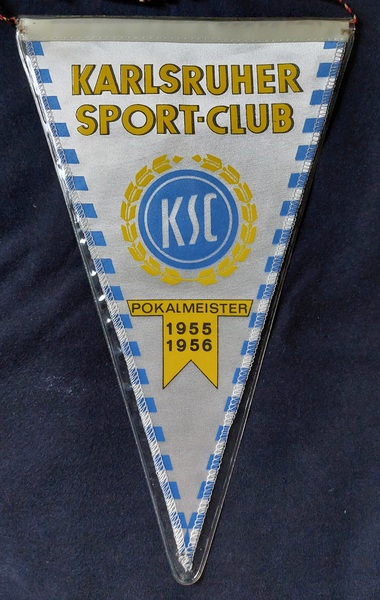 KARLSRUHER
SPORT-CLUB
KSC
POKALMEISTER
1955
1956